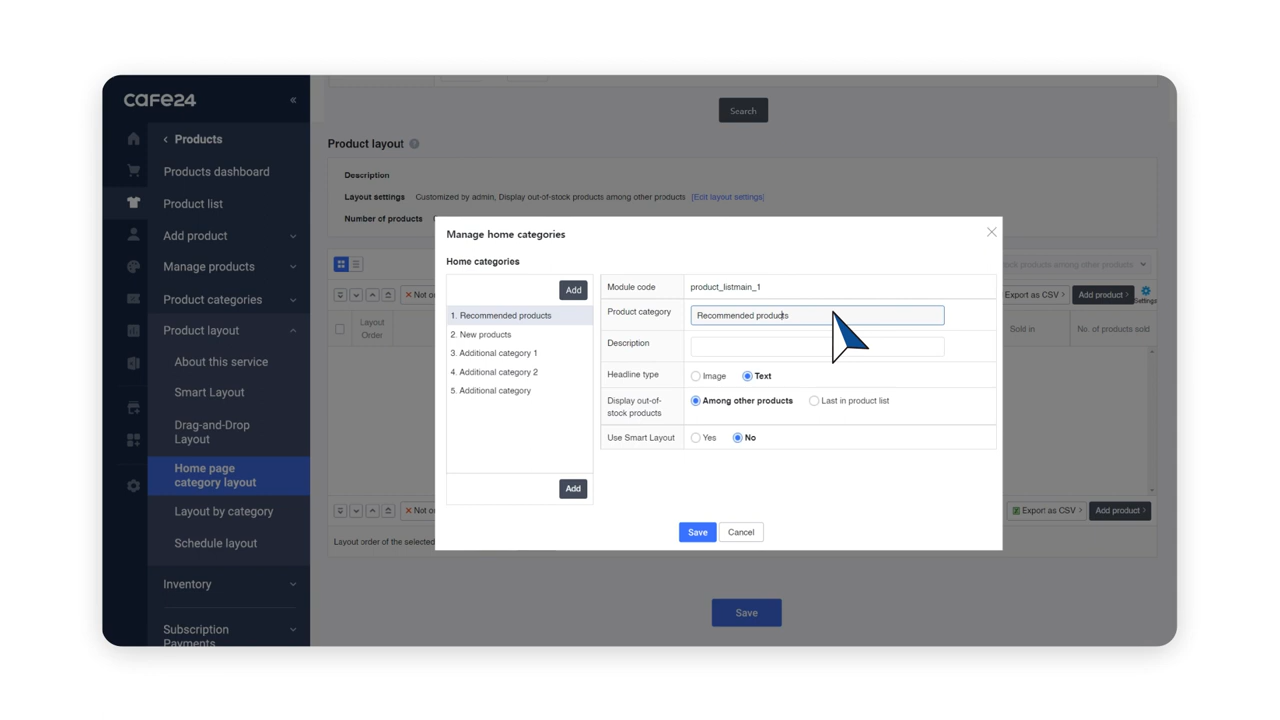 cafe24
«
Products
Products dashboard
Product list
Add product
Manage products
Product categories
Product layout
About this service
Smart Layout
Drag-and-Drop
Layout
Home page
category layout
Layout by category
Schedule layout
Inventory
Subscription
Payments
Search
Product layout
Description
Layout settings Customized by admin, Display out-of-stock products among other products [Edit layout settings]
Number of products
Export as CSV > Add product > Settings
Layout
Order
Sold in No. of products sold
Export as CSV > Add product >
Layout order of the selected
Save
Manage home categories
Home categories
Add
1. Recommended products
2. New products
3. Additional category 1
4. Additional category 2
5. Additional category
Add
Module code product_listmain_1
Product category Recommended products
Description
Headline type Image Text
Display out-of-
stock products Among other products Last in product list
Use Smart Layout Yes No
Save Cancel